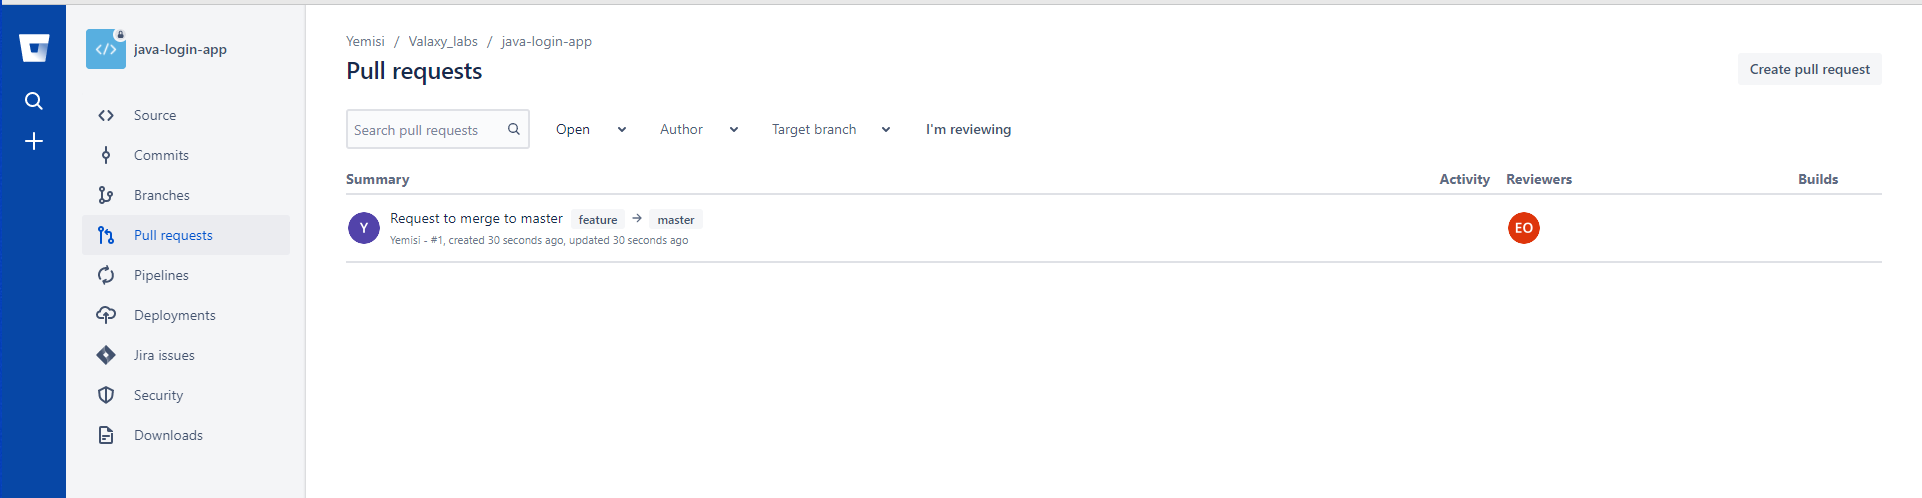 java-login-app
Source
Commits
Branches
Pull requests
Pipelines
Deployments
Jira issues
Security
Downloads
Yemisi / Valaxy_labs / java-login-app
Pull requests
Create pull request
Search pull requests Open Author Target branch I'm reviewing
Summary Activity Reviewers Builds
Y Request to merge to master feature → master EO
Yemisi - #1, created 30 seconds ago, updated 30 seconds ago